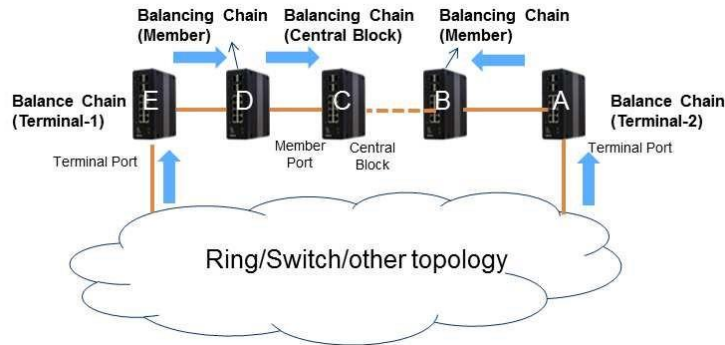 Balancing Chain
(Member)
Balancing Chain
(Central Block)
Balancing Chain
(Member)
E
D
C
B
A
Balance Chain
(Terminal-1)
Balance Chain
(Terminal-2)
Terminal Port
Member
Port
Central
Block
Terminal Port
Ring/Switch/other topology